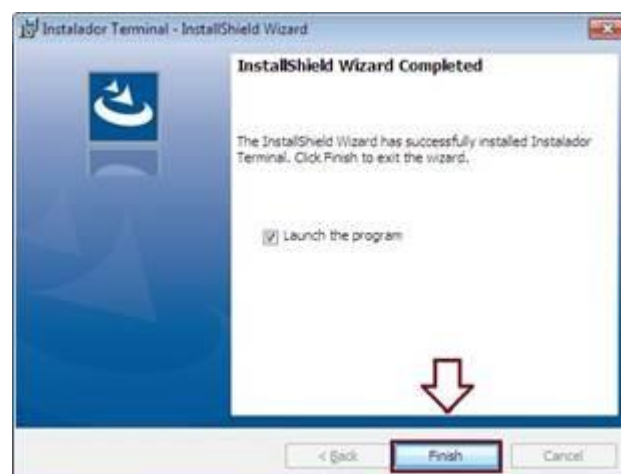 Instalador Terminal - InstallShield Wizard
InstallShield Wizard Completed
The InstallShield Wizard has successfully installed Instalador
Terminal. Click Finish to exit the wizard.
Launch the program
< Back
Finish
Cancel